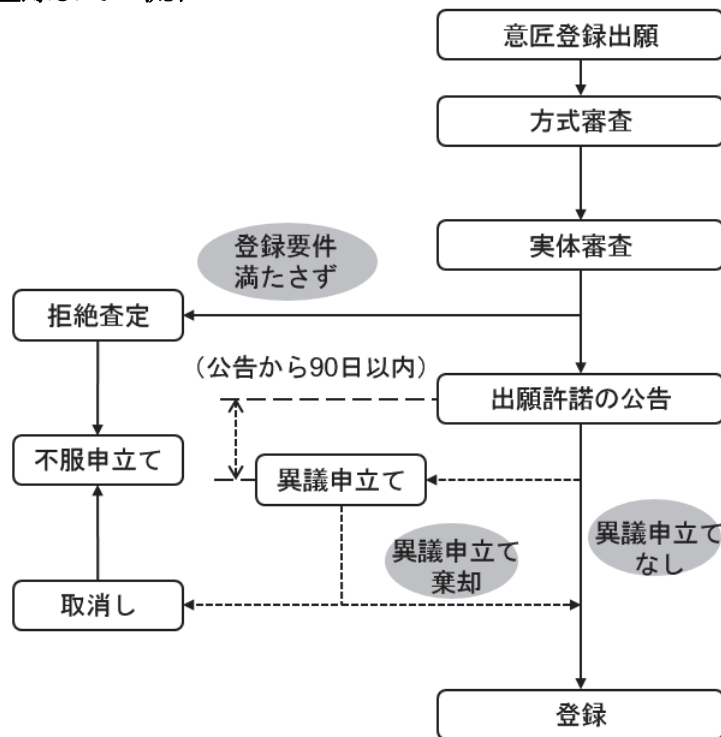 意匠登録出願
方式審査
実体審査
登録要件
満たさず
拒絶査定
（公告から90日以内）
出願許諾の公告
不服申立て
異議申立て
異議申立て
なし
異議申立て
棄却
取消し
登録